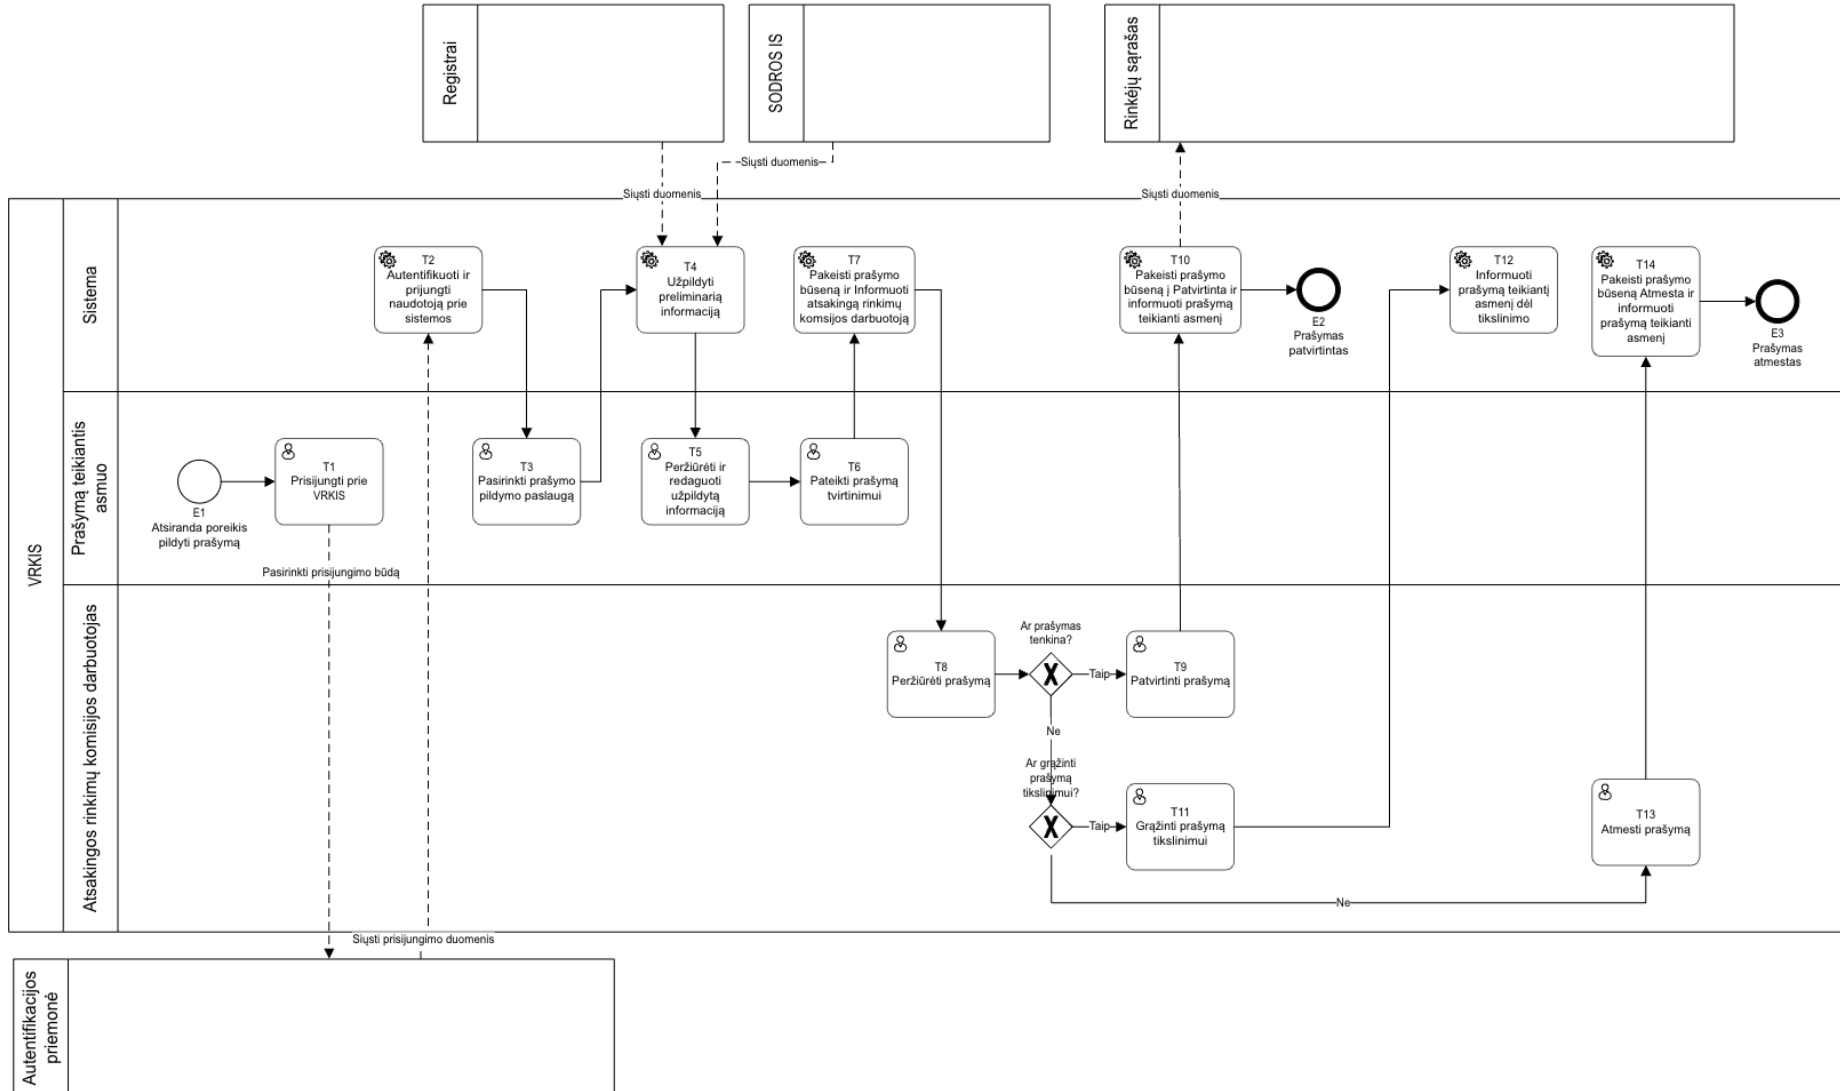 Registrai
SODROS IS
Rinkėjų sąrašas
Siųsti duomenis
Siųsti duomenis
Siųsti duomenis
VRKIS
Sistema
T2
Autentifikuoti ir
prijungti
naudotoją prie
sistemos
T4
Užpildyti
preliminarią
informaciją
T7
Pakeisti prašymo
būseną ir Informuoti
atsakingą rinkimų
komsijos darbuotoją
T10
Pakeisti prašymo
būseną į Patvirtinta ir
informuoti prašymą
teikianti asmenį
E2
Prašymas
patvirtintas
T12
Informuoti
prašymą teikiantį
asmenį dėl
tikslinimo
T14
Pakeisti prašymo
būseną Atmesta ir
informuoti
prašymą teikianti
asmenį
E3
Prašymas
atmestas
Prašymą teikiantis
asmuo
E1
Atsiranda poreikis
pildyti prašymą
T1
Prisijungti prie
VRKIS
T3
Pasirinkti prašymo
pildymo paslaugą
T5
Peržiūrėti ir
redaguoti
užpildytą
informaciją
T6
Pateikti prašymą
tvirtinimui
Pasirinkti prisijungimo būdą
Atsakingos rinkimų komisijos darbuotojas
T8
Peržiūrėti prašymą
Ar prašymas
tenkina?
Taip
T9
Patvirtinti prašymą
Ne
Ar grąžinti
prašymą
tikslinimui?
Taip
T11
Grąžinti prašymą
tikslinimui
T13
Atmesti prašymą
Ne
Siųsti prisijungimo duomenis
Autentifikacijos
priemonė